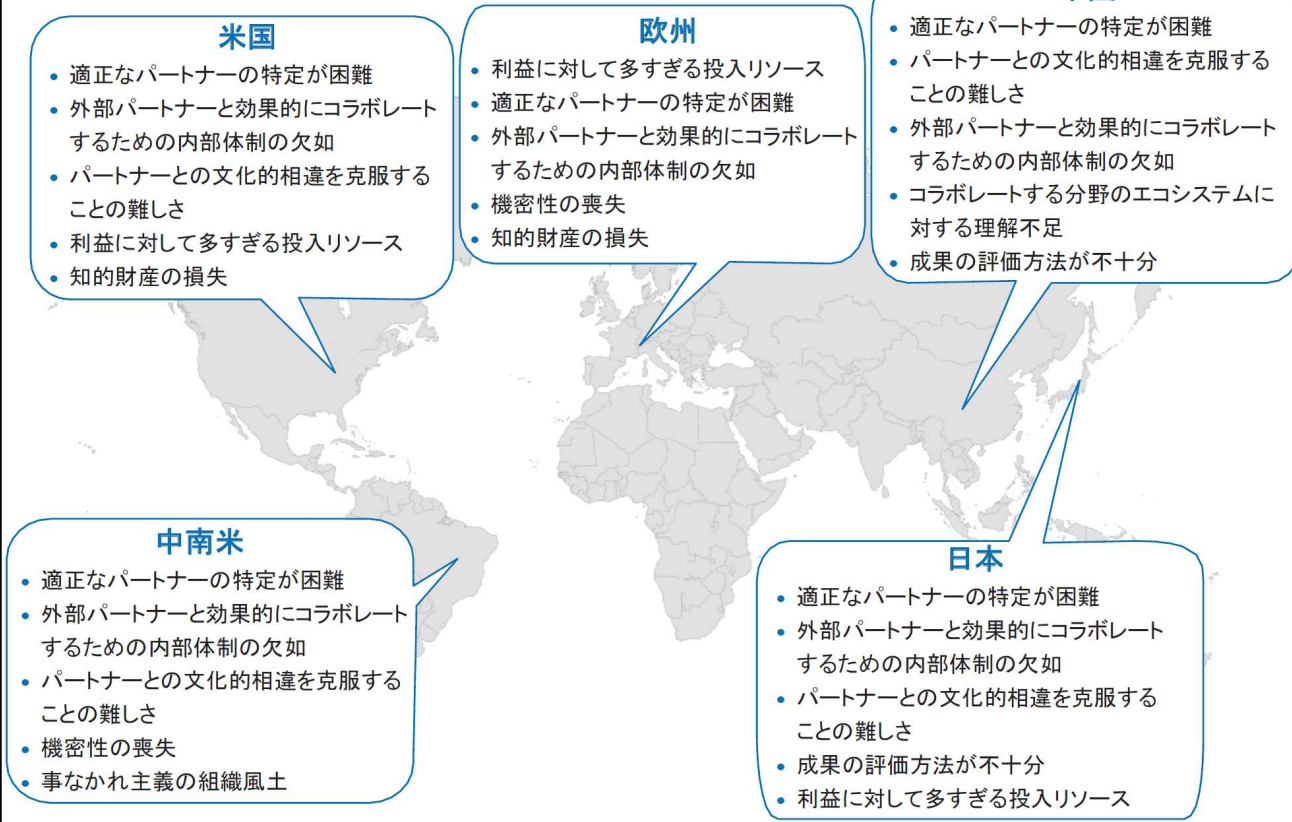 米国
• 適正なパートナーの特定が困難
• 外部パートナーと効果的にコラボレート
するための内部体制の欠如
• パートナーとの文化的相違を克服する
ことの難しさ
• 利益に対して多すぎる投入リソース
• 知的財産の損失
欧州
• 利益に対して多すぎる投入リソース
• 適正なパートナーの特定が困難
• 外部パートナーと効果的にコラボレート
するための内部体制の欠如
• 機密性の喪失
• 知的財産の損失
• 適正なパートナーの特定が困難
• パートナーとの文化的相違を克服する
ことの難しさ
• 外部パートナーと効果的にコラボレート
するための内部体制の欠如
• コラボレートする分野のエコシステムに
対する理解不足
• 成果の評価方法が不十分
中南米
• 適正なパートナーの特定が困難
• 外部パートナーと効果的にコラボレート
するための内部体制の欠如
• パートナーとの文化的相違を克服する
ことの難しさ
• 機密性の喪失
• 事なかれ主義の組織風土
日本
• 適正なパートナーの特定が困難
• 外部パートナーと効果的にコラボレート
するための内部体制の欠如
• パートナーとの文化的相違を克服する
ことの難しさ
• 成果の評価方法が不十分
• 利益に対して多すぎる投入リソース